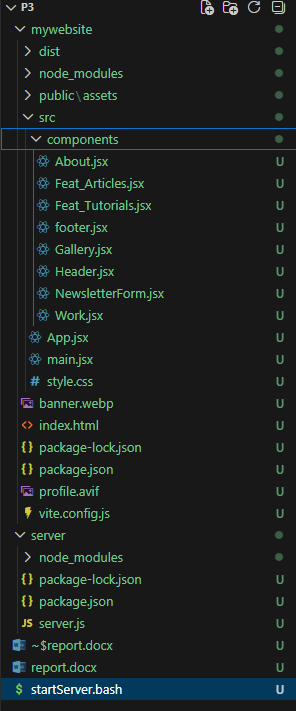 P3
mywebsite
dist
node_modules
public\assets
src
components
About.jsx U
Feat_Articles.jsx U
Feat_Tutorials.jsx U
footer.jsx U
Gallery.jsx U
Header.jsx U
NewsletterForm.jsx U
Work.jsx U
App.jsx U
main.jsx U
# style.css U
banner.webp U
<> index.html U
{} package-lock.json U
{} package.json U
profile.avif U
vite.config.js U
server
node_modules
{} package-lock.json U
{} package.json U
JS server.js U
~$report.docx U
report.docx U
$ startServer.bash U